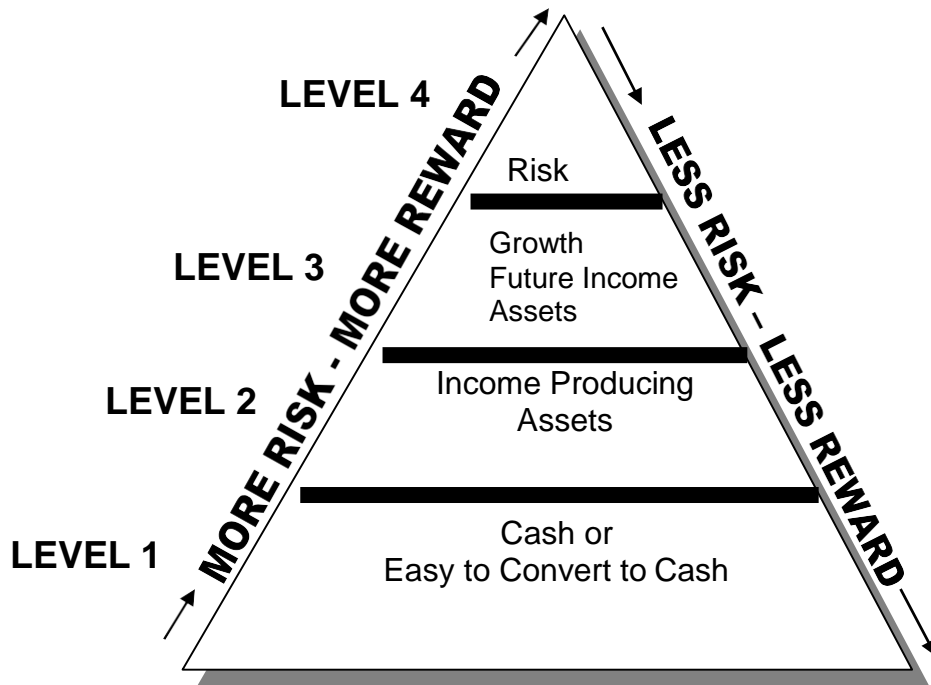 LEVEL 4
Risk
LEVEL 3
Growth
Future Income
Assets
LEVEL 2
Income Producing
Assets
LEVEL 1
Cash or
Easy to Convert to Cash
MORE RISK - MORE REWARD
LESS RISK – LESS REWARD